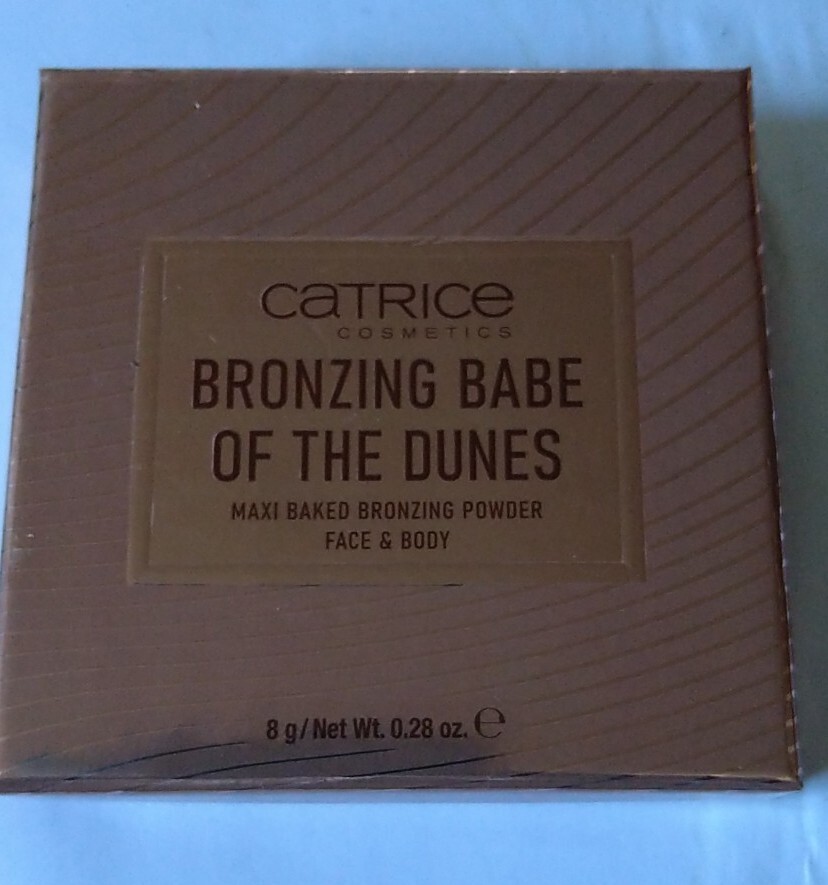 CATRICE
COSMETICS
BRONZING BABE
OF THE DUNES
MAXI BAKED BRONZING POWDER
FACE & BODY
8 g/Net Wt. 0.28 oz. ℮